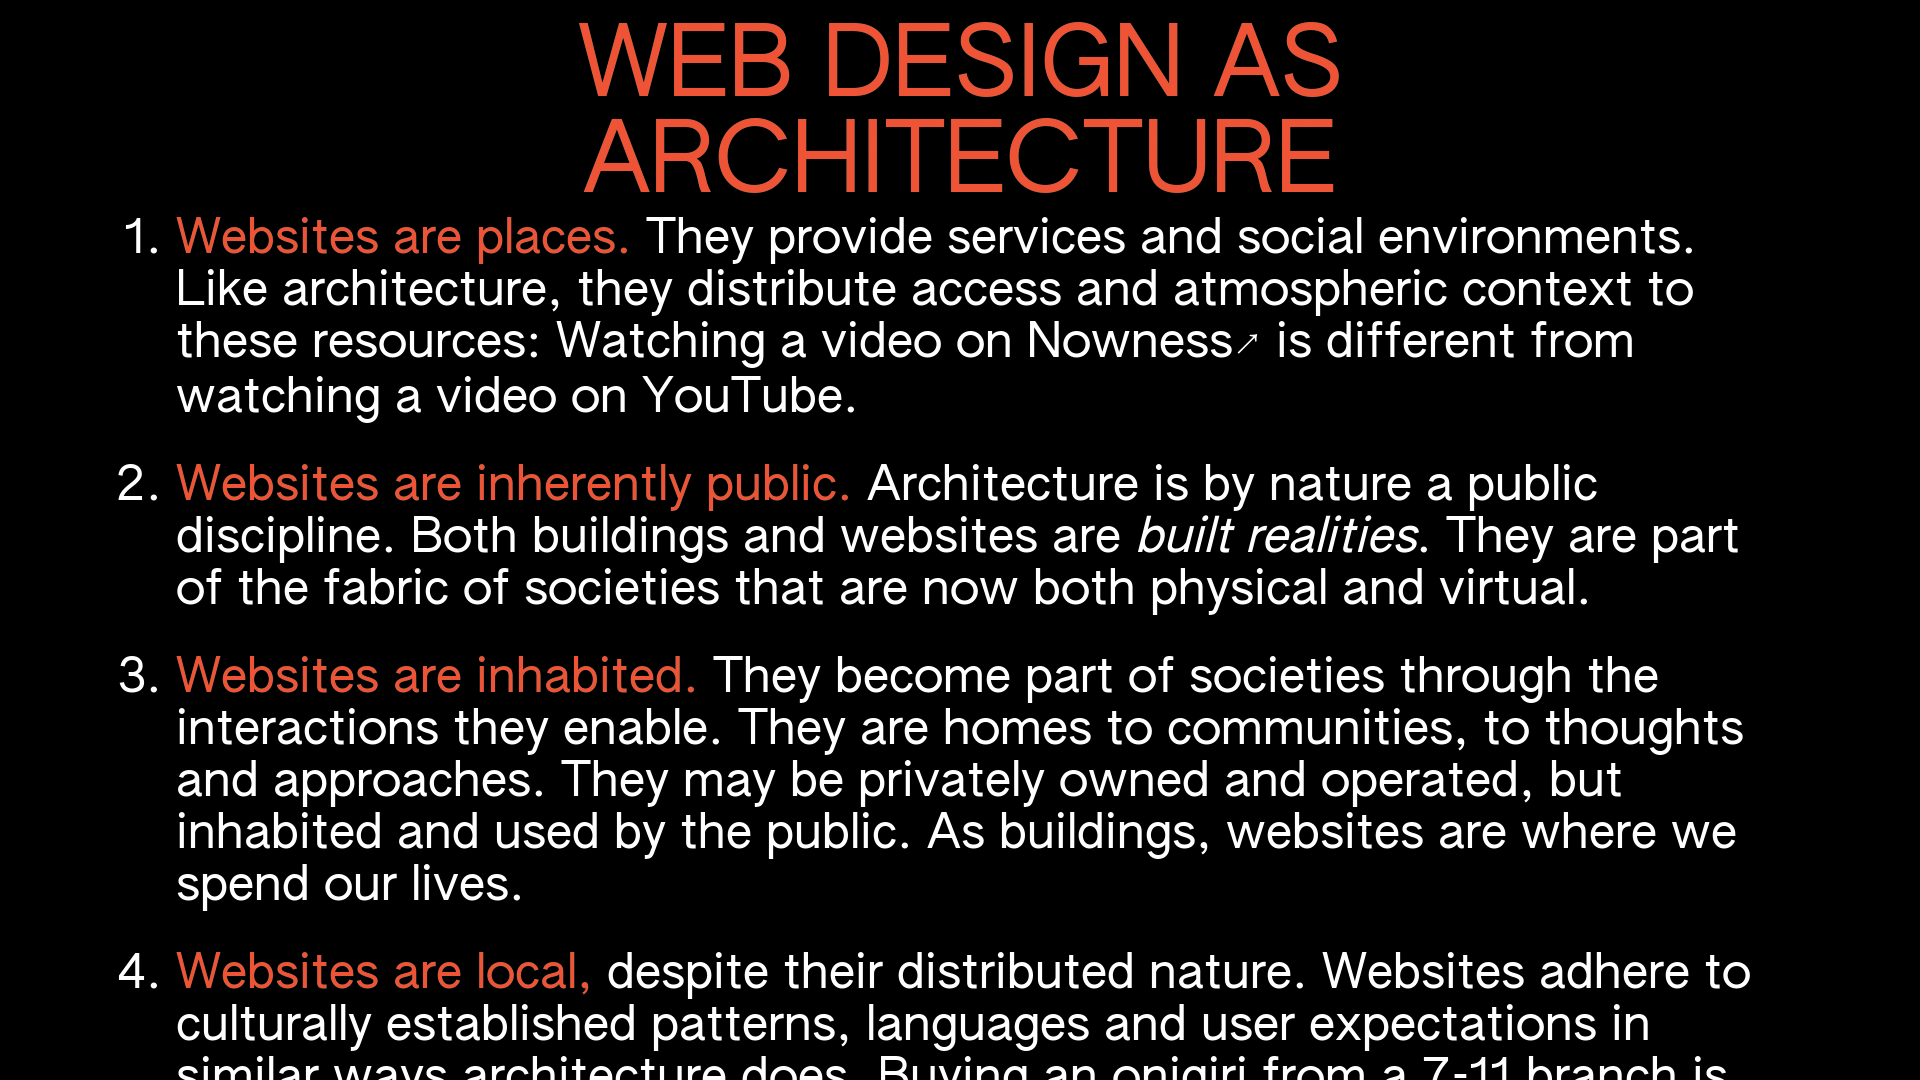 WEB DESIGN AS
ARCHITECTURE
1. Websites are places. They provide services and social environments.
Like architecture, they distribute access and atmospheric context to
these resources: Watching a video on Nowness↗ is different from
watching a video on YouTube.
2. Websites are inherently public. Architecture is by nature a public
discipline. Both buildings and websites are built realities. They are part
of the fabric of societies that are now both physical and virtual.
3. Websites are inhabited. They become part of societies through the
interactions they enable. They are homes to communities, to thoughts
and approaches. They may be privately owned and operated, but
inhabited and used by the public. As buildings, websites are where we
spend our lives.
4. Websites are local, despite their distributed nature. Websites adhere to
culturally established patterns, languages and user expectations in
similar ways architecture does. Buying an onigiri from a 7-11 branch is